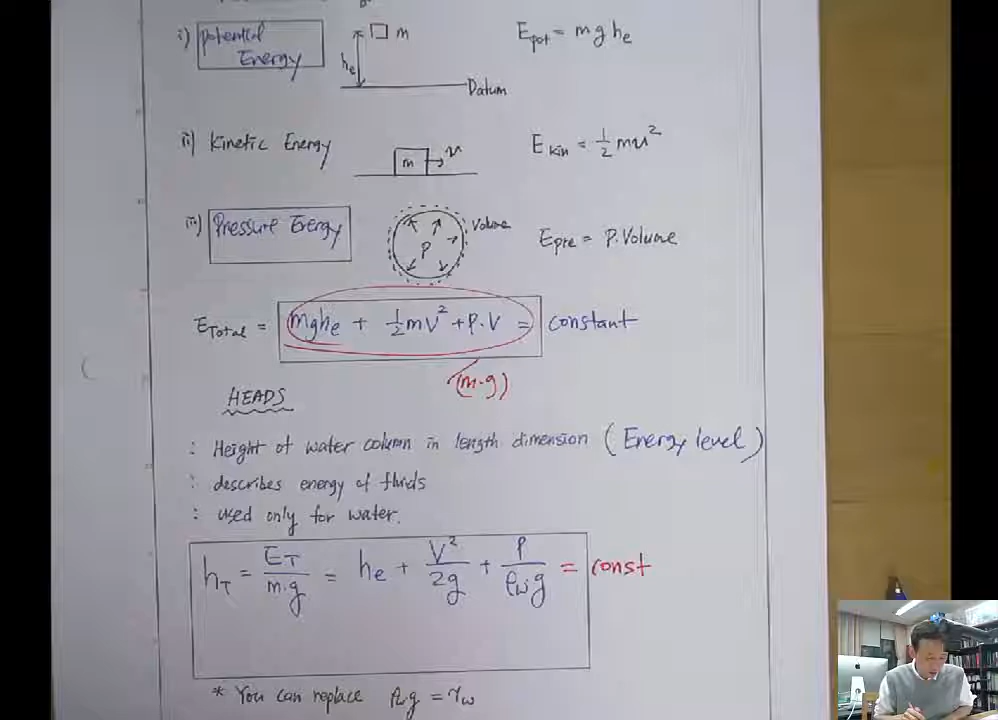 i) Potential Energy
m
he
Datum
Epot = m g he
ii) Kinetic Energy
m
v
E kin = 1/2 mv²
iii) Pressure Energy
P
Volume
Epre = P. Volume
ETotal = mghe + 1/2 mV² + P.V = constant
(m.g)
HEADS
: Height of water column in length dimension (Energy level)
: describes energy of fluids
: used only for water.
hT = ET/m.g = he + V²/2g + P/ρw g = const
* You can replace ρw g = γw